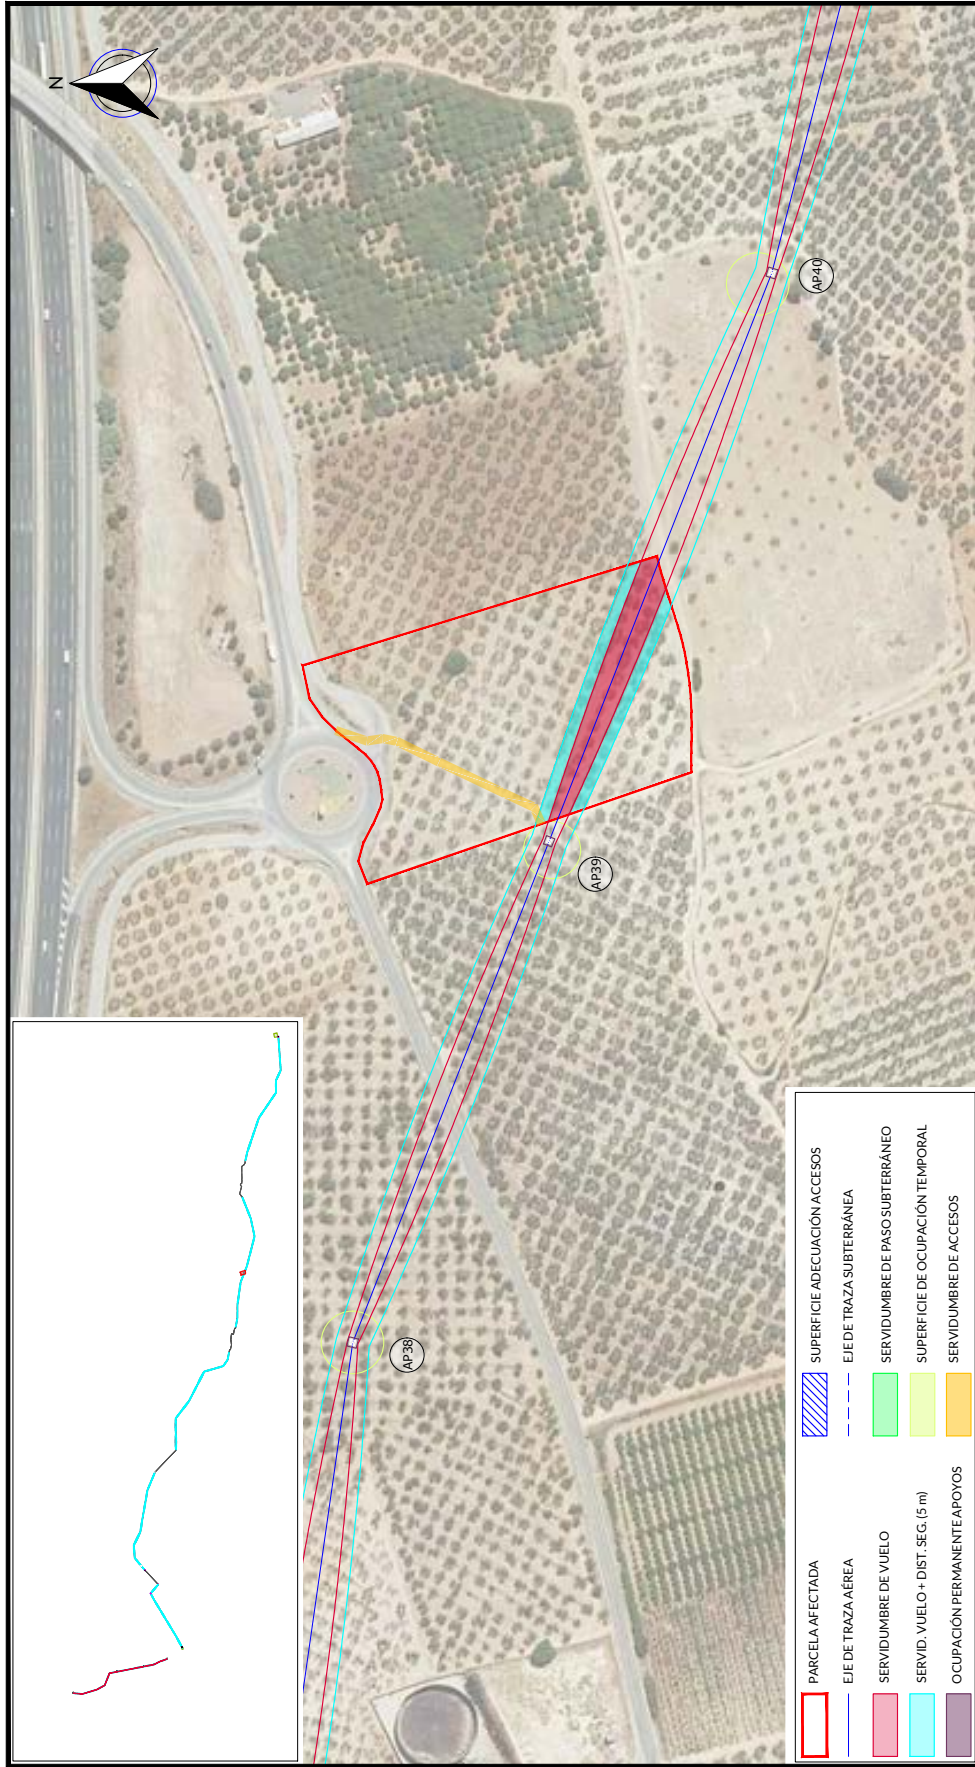 N
AP38
AP39
AP40
PARCELA AFECTADA
EJE DE TRAZA AÉREA
SERVIDUMBRE DE VUELO
SERVID. VUELO + DIST. SEG. (5 m)
OCUPACIÓN PERMANENTE APOYOS
SUPERFICIE ADECUACIÓN ACCESOS
EJE DE TRAZA SUBTERRÁNEA
SERVIDUMBRE DE PASO SUBTERRÁNEO
SUPERFICIE DE OCUPACIÓN TEMPORAL
SERVIDUMBRE DE ACCESOS